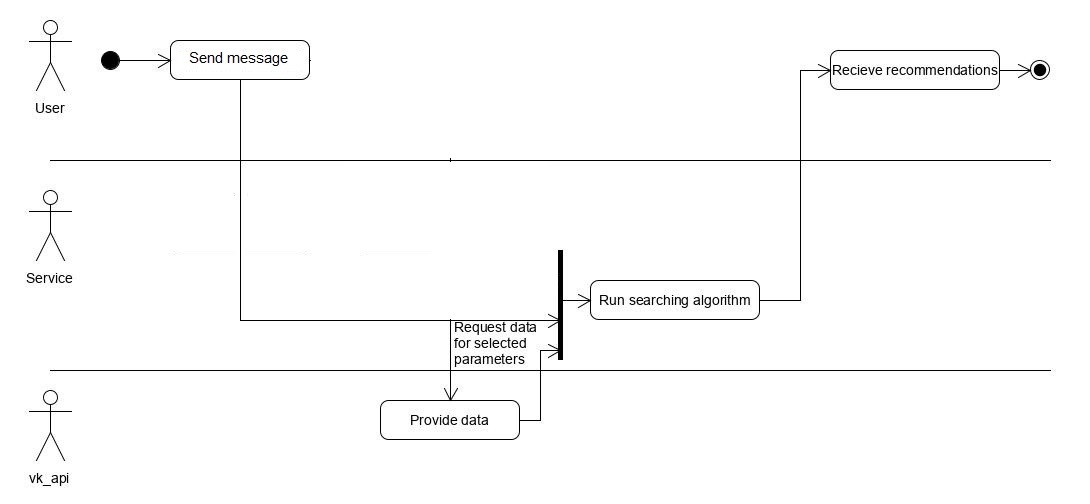 Send message
Recieve recommendations
User
Service
Run searching algorithm
Request data
for selected
parameters
Provide data
vk_api